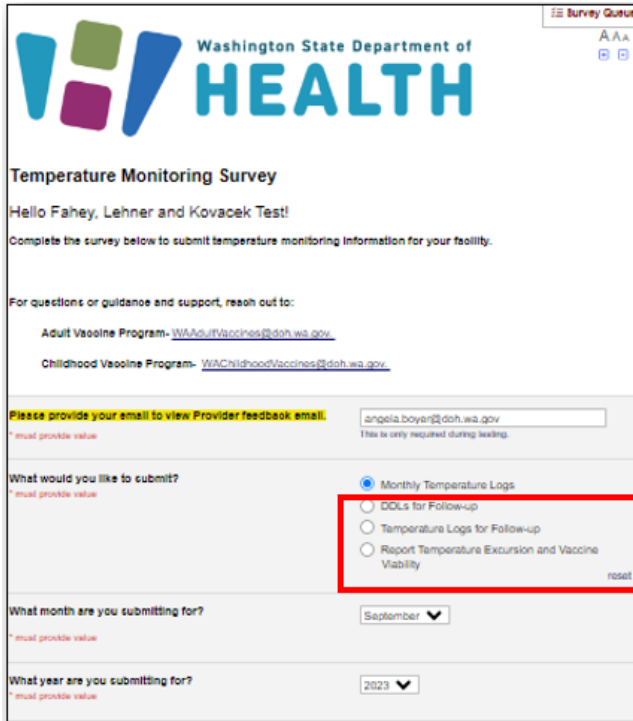 Survey Queue
AAA
Washington State Department of
HEALTH
Temperature Monitoring Survey
Hello Fahey, Lehner and Kovacek Test!
Complete the survey below to submit temperature monitoring information for your facility.
For questions or guidance and support, reach out to:
Adult Vaccine Program- WAAdultVaccines@doh.wa.gov.
Childhood Vaccine Program- WAChildhoodVaccines@doh.wa.gov.
Please provide your email to view Provider feedback email.
* must provide value
angela.boyer@doh.wa.gov
This is only required during testing.
What would you like to submit?
* must provide value
Monthly Temperature Logs
DDLs for Follow-up
Temperature Logs for Follow-up
Report Temperature Excursion and Vaccine
Viability
reset
What month are you submitting for?
* must provide value
September
What year are you submitting for?
* must provide value
2023